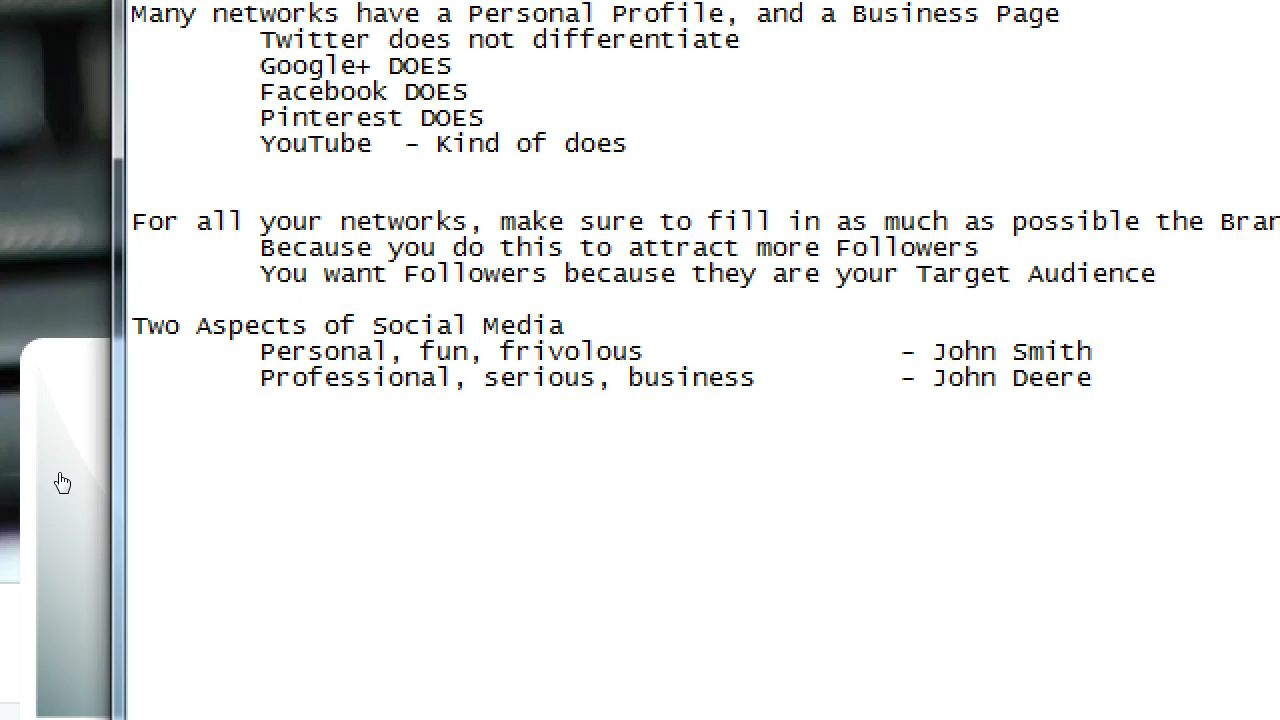 Many networks have a Personal Profile, and a Business Page
Twitter does not differentiate
Google+ DOES
Facebook DOES
Pinterest DOES
YouTube - Kind of does
For all your networks, make sure to fill in as much as possible the
Because you do this to attract more Followers
You want Followers because they are your Target Audience
Two Aspects of Social Media
Personal, fun, frivolous - John Smith
Professional, serious, business - John Deere